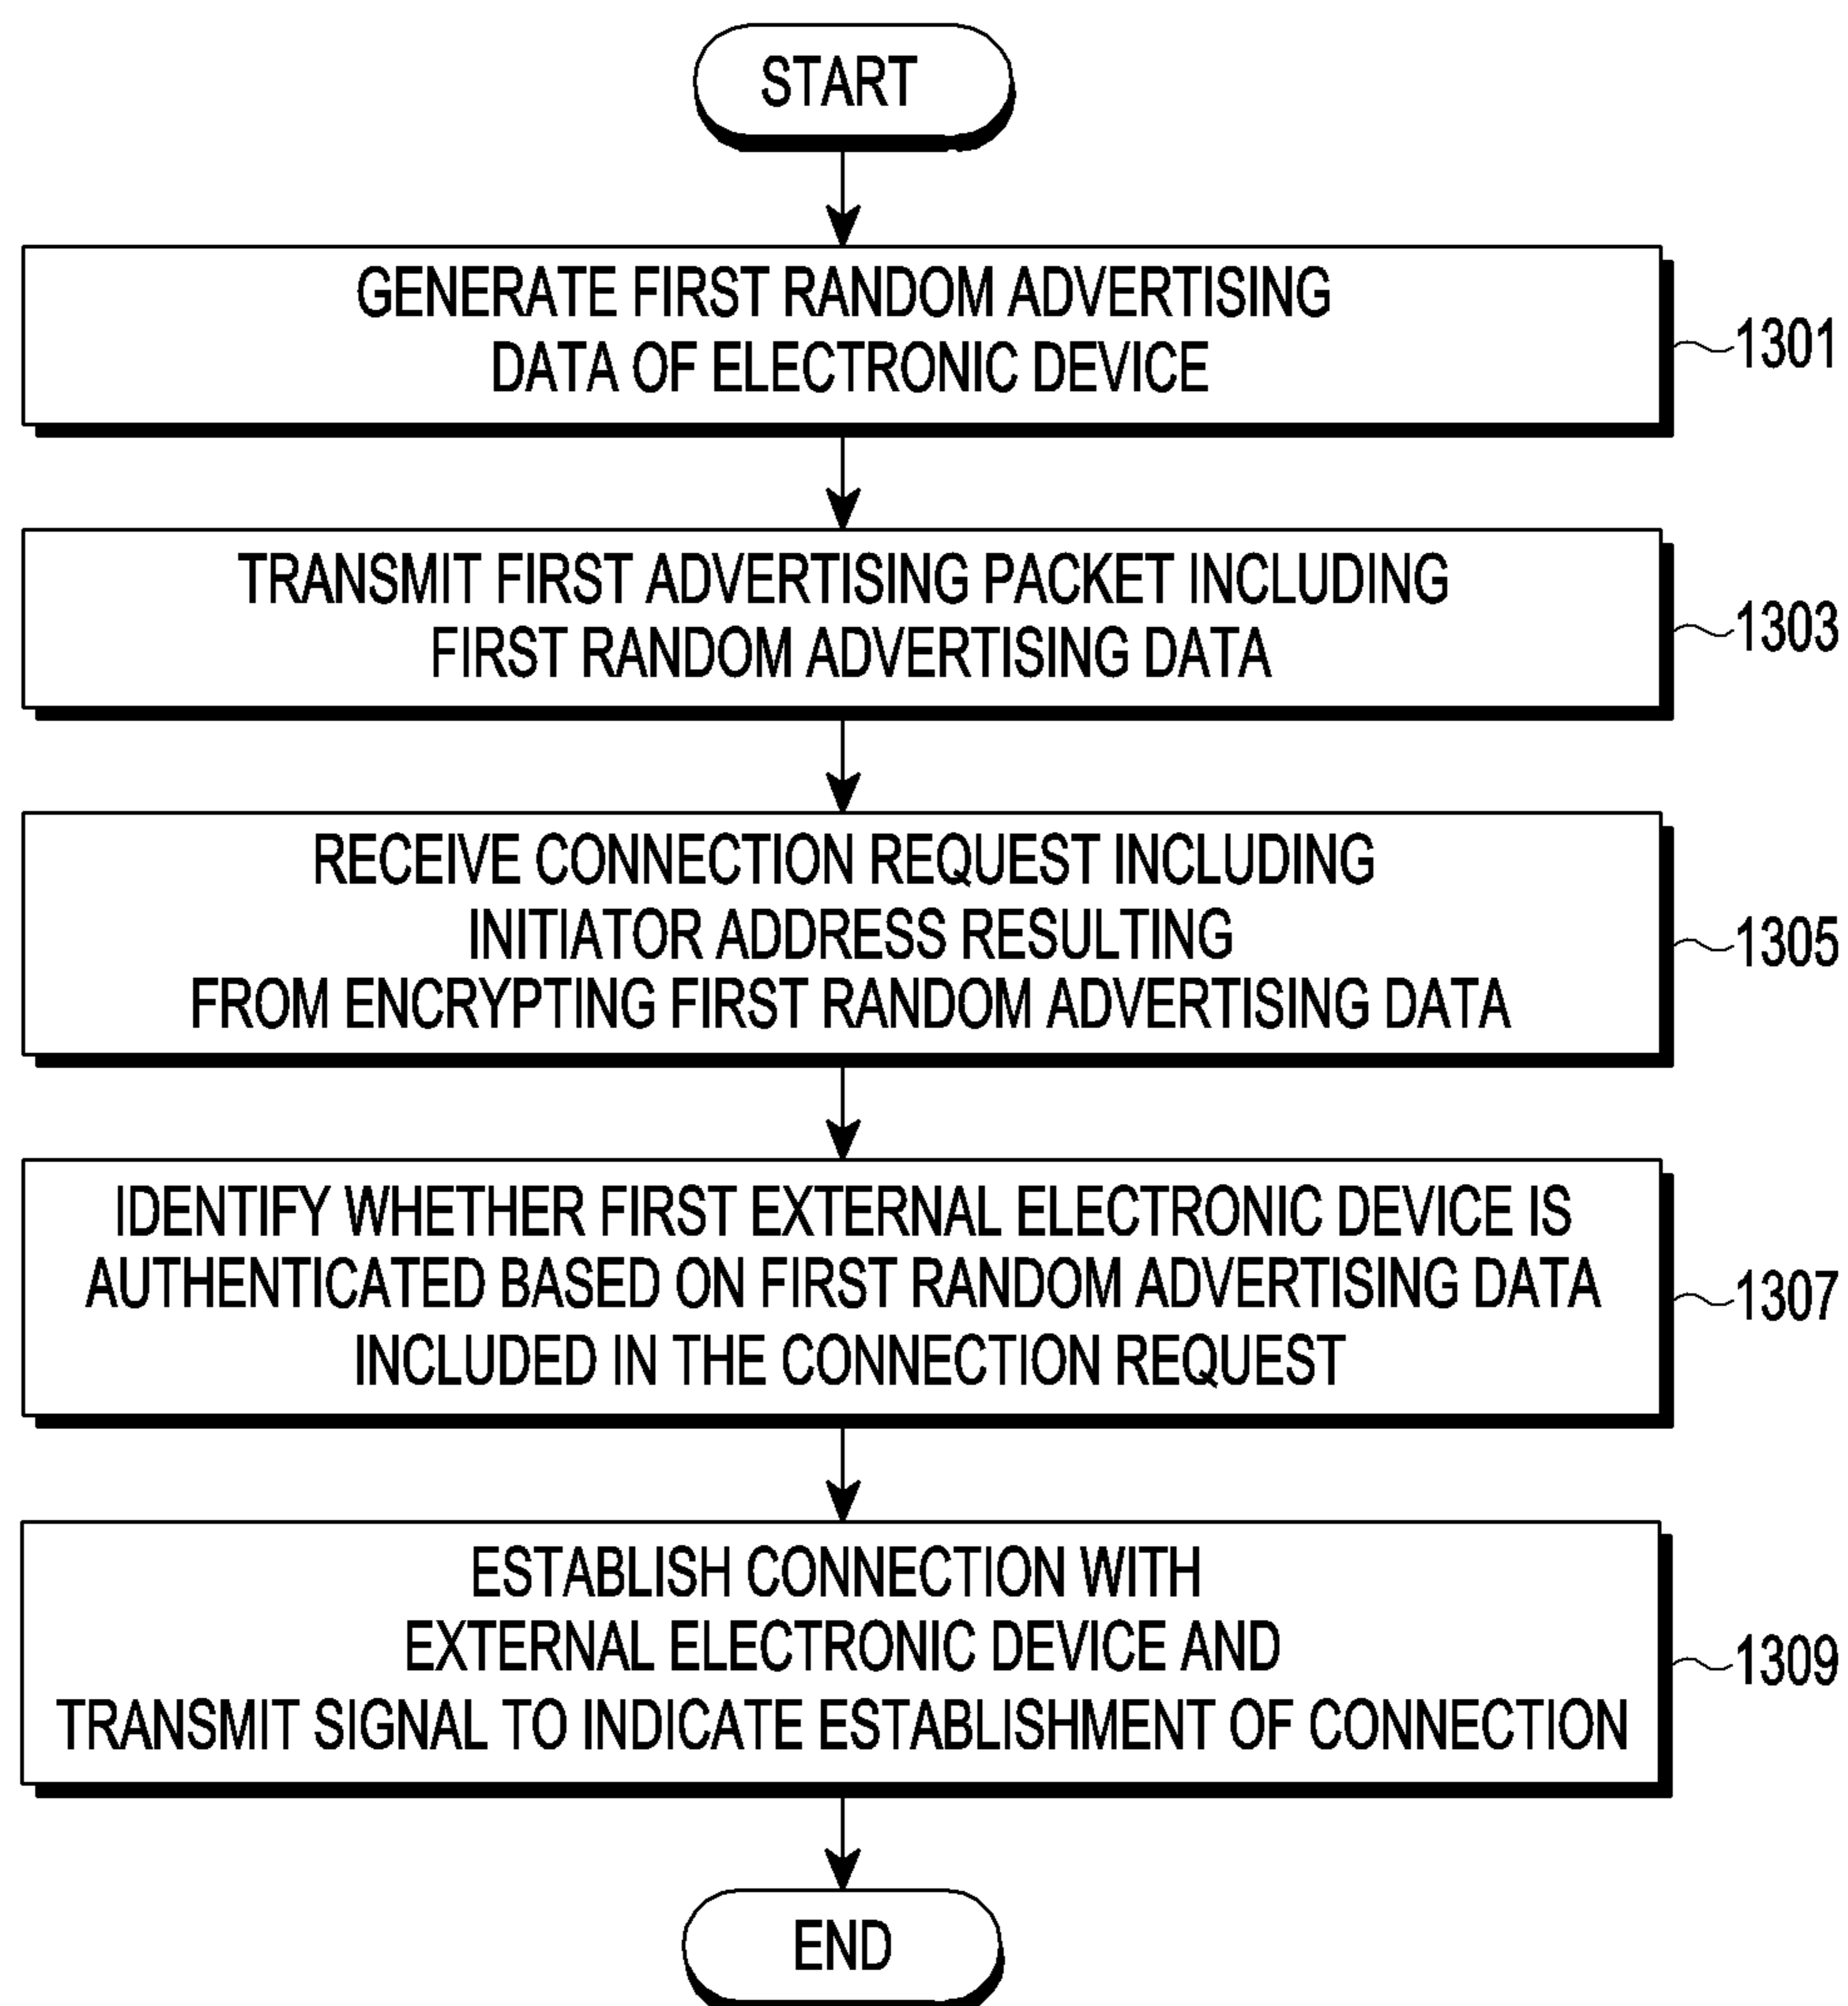 START
GENERATE FIRST RANDOM ADVERTISING
DATA OF ELECTRONIC DEVICE
1301
TRANSMIT FIRST ADVERTISING PACKET INCLUDING
FIRST RANDOM ADVERTISING DATA
1303
RECEIVE CONNECTION REQUEST INCLUDING
INITIATOR ADDRESS RESULTING
FROM ENCRYPTING FIRST RANDOM ADVERTISING DATA
1305
IDENTIFY WHETHER FIRST EXTERNAL ELECTRONIC DEVICE IS
AUTHENTICATED BASED ON FIRST RANDOM ADVERTISING DATA
INCLUDED IN THE CONNECTION REQUEST
1307
ESTABLISH CONNECTION WITH
EXTERNAL ELECTRONIC DEVICE AND
TRANSMIT SIGNAL TO INDICATE ESTABLISHMENT OF CONNECTION
1309
END